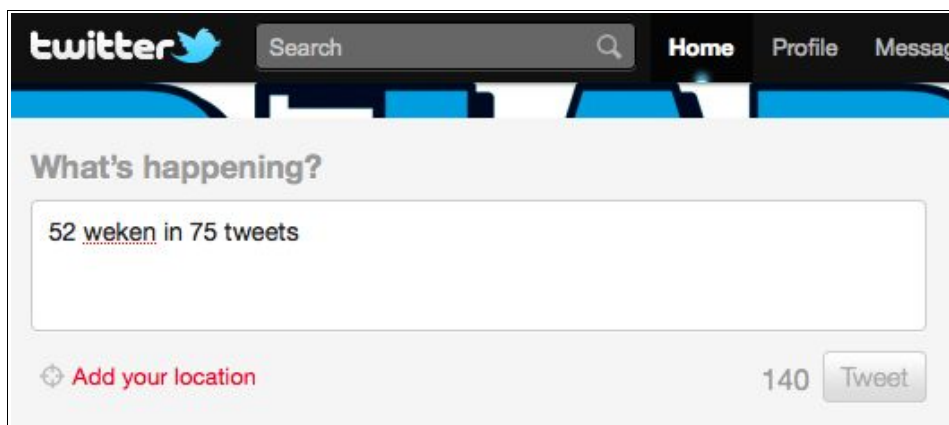 twitter Search Home Profile Messag
What's happening?
52 weken in 75 tweets
Add your location 140 Tweet